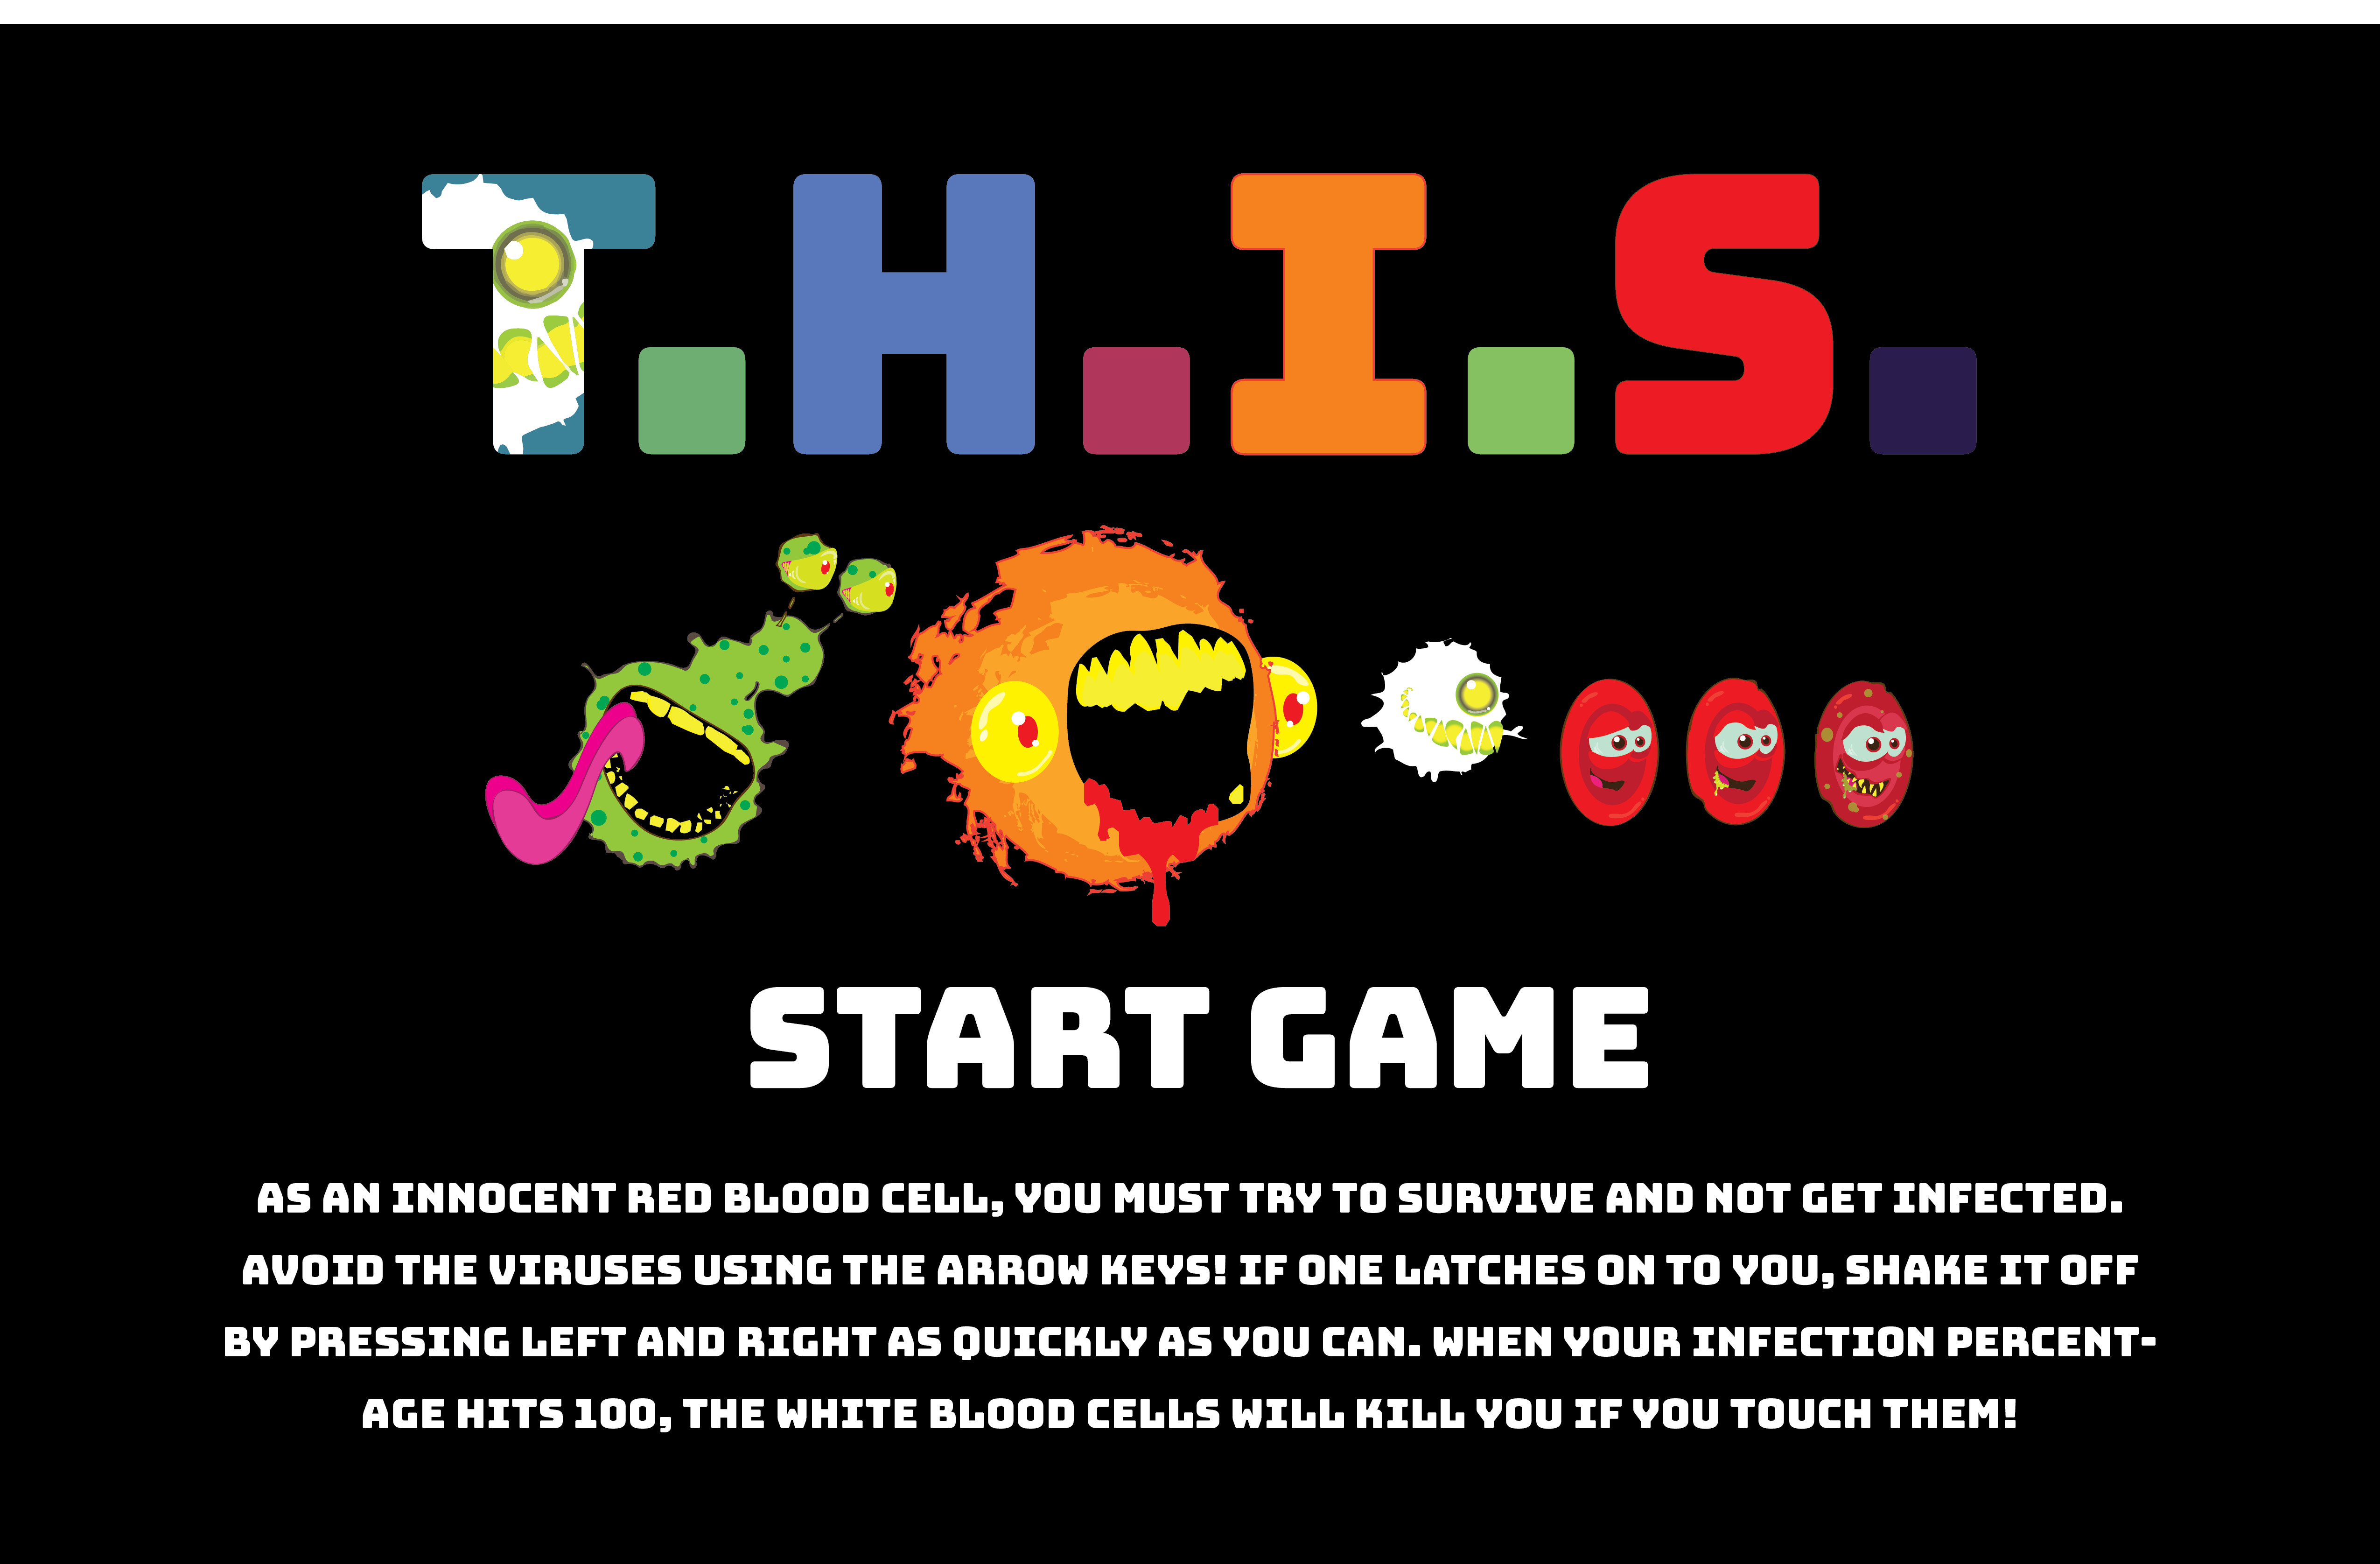 T.H.I.S.
START GAME
AS AN INNOCENT RED BLOOD CELL, YOU MUST TRY TO SURVIVE AND NOT GET INFECTED.
AVOID THE VIRUSES USING THE ARROW KEYS! IF ONE LATCHES ON TO YOU, SHAKE IT OFF
BY PRESSING LEFT AND RIGHT AS QUICKLY AS YOU CAN. WHEN YOUR INFECTION PERCENT-
AGE HITS 100, THE WHITE BLOOD CELLS WILL KILL YOU IF YOU TOUCH THEM!